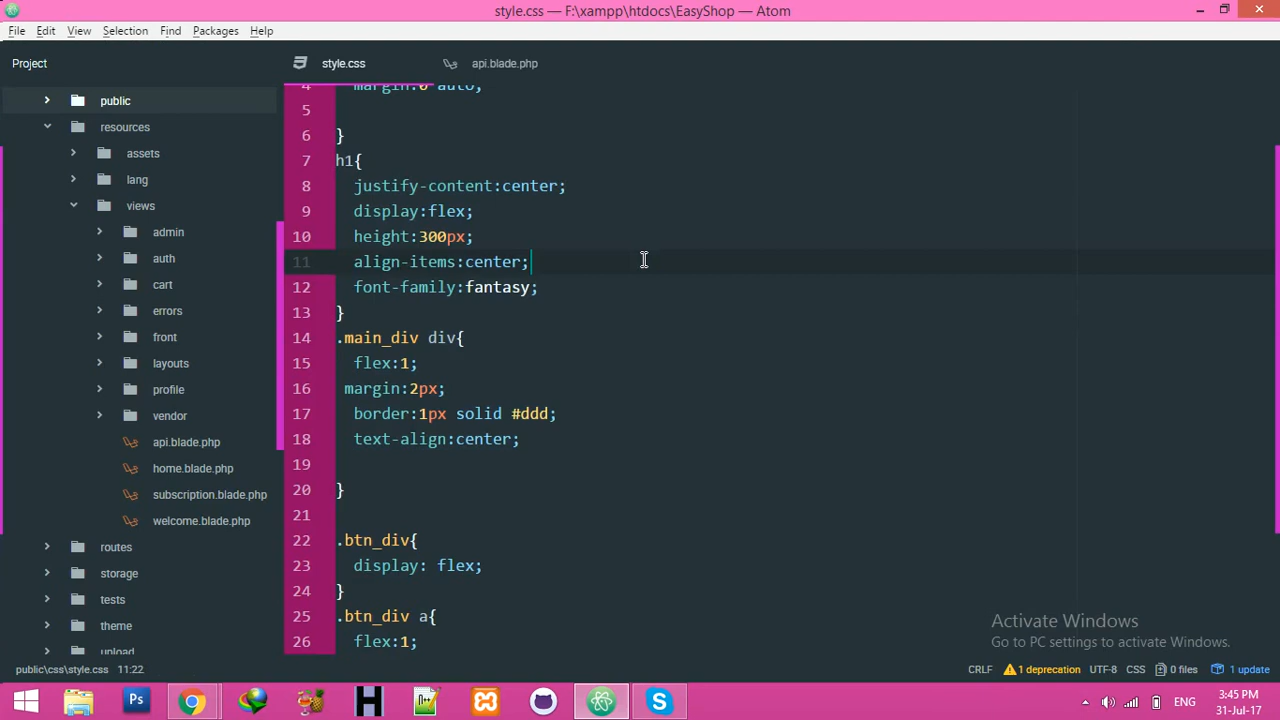 style.css — F:\xampp\htdocs\EasyShop — Atom
File Edit View Selection Find Packages Help
Project
style.css
api.blade.php
public
resources
assets
lang
views
admin
auth
cart
errors
front
layouts
profile
vendor
api.blade.php
home.blade.php
subscription.blade.php
welcome.blade.php
routes
storage
tests
theme
upload
4 margin:0 auto;
5
6 }
7 h1{
8 justify-content:center;
9 display:flex;
10 height:300px;
11 align-items:center;
12 font-family:fantasy;
13 }
14 .main_div div{
15 flex:1;
16 margin:2px;
17 border:1px solid #ddd;
18 text-align:center;
19
20 }
21
22 .btn_div{
23 display: flex;
24 }
25 .btn_div a{
26 flex:1;
Activate Windows
Go to PC settings to activate Windows.
public\css\style.css 11:22
CRLF 1 deprecation UTF-8 CSS 0 files 1 update
Ps
ENG
3:45 PM
31-Jul-17